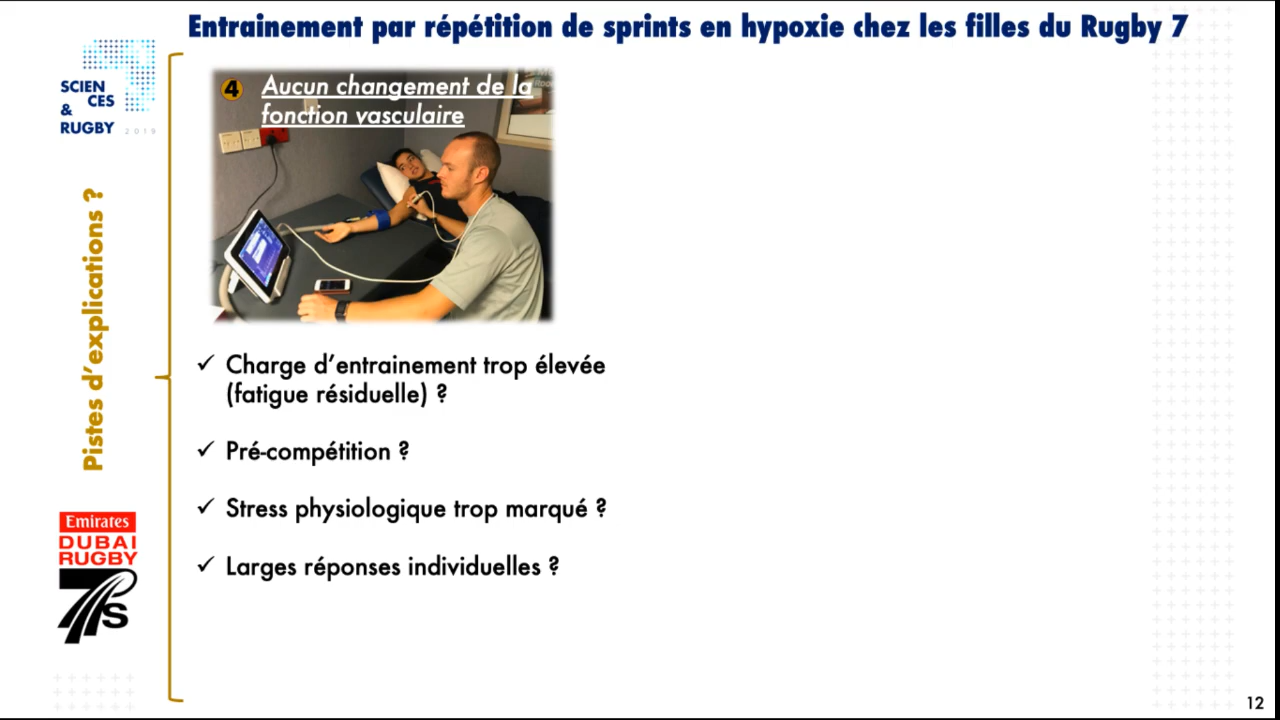 Entrainement par répétition de sprints en hypoxie chez les filles du Rugby 7
SCIEN
CES
&
RUGBY 2019
4 Aucun changement de la
fonction vasculaire
Pistes d'explications ?
✓ Charge d'entrainement trop élevée
(fatigue résiduelle) ?
✓ Pré-compétition ?
✓ Stress physiologique trop marqué ?
✓ Larges réponses individuelles ?
Emirates
DUBAI
RUGBY
7s
12